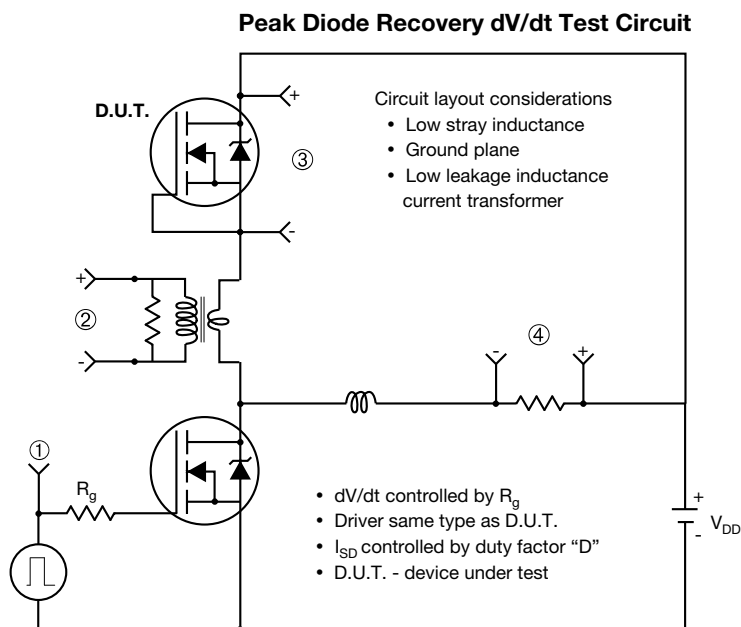 Peak Diode Recovery dV/dt Test Circuit
D.U.T.
+
③
-
Circuit layout considerations
• Low stray inductance
• Ground plane
• Low leakage inductance
current transformer
+
②
-
-
④
+
①
Rg
• dV/dt controlled by Rg
• Driver same type as D.U.T.
• ISD controlled by duty factor “D”
• D.U.T. - device under test
+
-
VDD